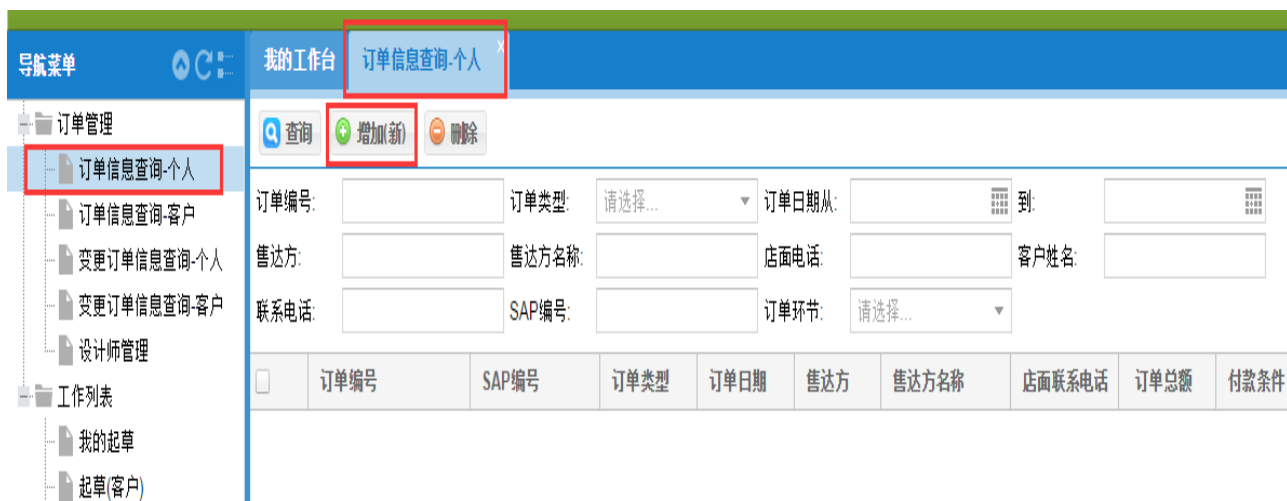 导航菜单
我的工作台 订单信息查询-个人 x
订单管理
订单信息查询-个人
订单信息查询-客户
变更订单信息查询-个人
变更订单信息查询-客户
设计师管理
工作列表
我的起草
起草(客户)
查询 增加(新) 删除
订单编号: 订单类型: 请选择... 订单日期从: 到:
售达方: 售达方名称: 店面电话: 客户姓名:
联系电话: SAP编号: 订单环节: 请选择...
订单编号 SAP编号 订单类型 订单日期 售达方 售达方名称 店面联系电话 订单总额 付款条件